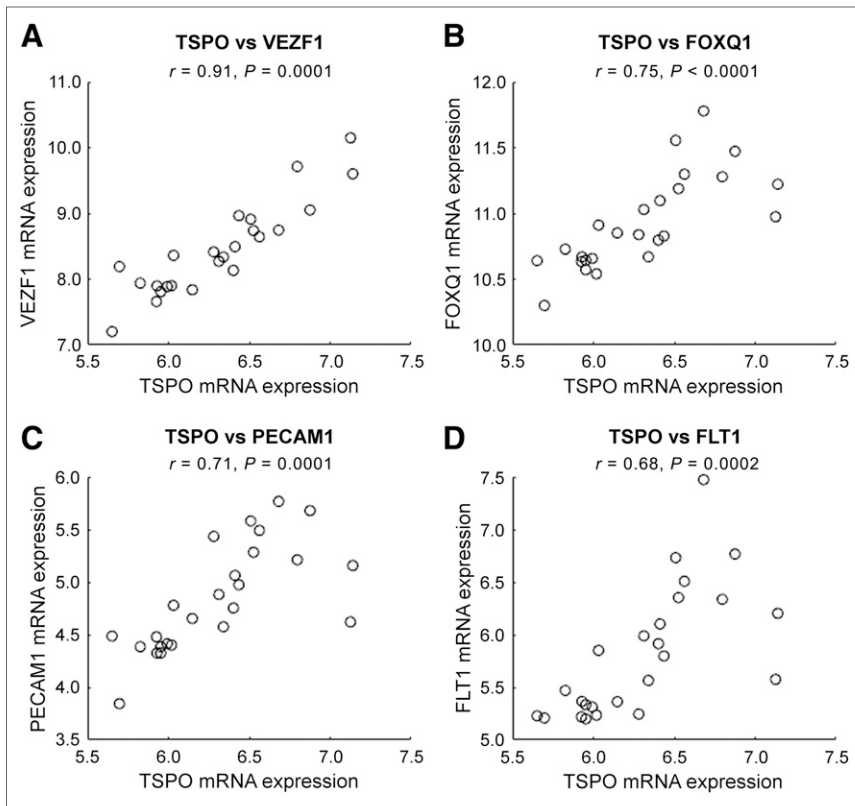 A
TSPO vs VEZF1
r = 0.91, P = 0.0001
11.0
10.0
9.0
8.0
7.0
VEZF1 mRNA expression
5.5 6.0 6.5 7.0 7.5
TSPO mRNA expression
B
TSPO vs FOXQ1
r = 0.75, P < 0.0001
12.0
11.5
11.0
10.5
10.0
FOXQ1 mRNA expression
5.5 6.0 6.5 7.0 7.5
TSPO mRNA expression
C
TSPO vs PECAM1
r = 0.71, P = 0.0001
6.0
5.5
5.0
4.5
4.0
3.5
PECAM1 mRNA expression
5.5 6.0 6.5 7.0 7.5
TSPO mRNA expression
D
TSPO vs FLT1
r = 0.68, P = 0.0002
7.5
7.0
6.5
6.0
5.5
5.0
FLT1 mRNA expression
5.5 6.0 6.5 7.0 7.5
TSPO mRNA expression